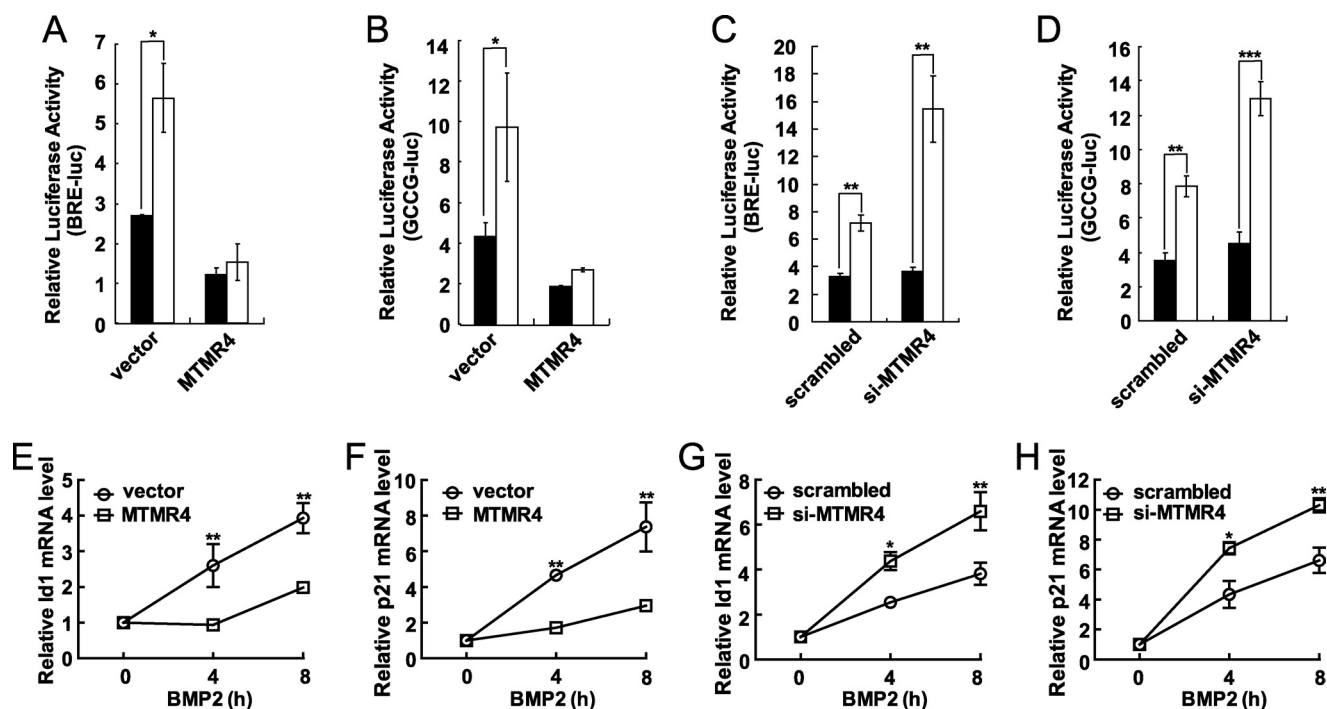 A
Relative Luciferase Activity
(BRE-luc)
7
6
5
4
3
2
1
0
*
vector
MTMR4
B
Relative Luciferase Activity
(GCCG-luc)
14
12
10
8
6
4
2
0
*
vector
MTMR4
C
Relative Luciferase Activity
(BRE-luc)
20
18
16
14
12
10
8
6
4
2
0
**
**
scrambled
si-MTMR4
D
Relative Luciferase Activity
(GCCG-luc)
16
14
12
10
8
6
4
2
0
**
***
scrambled
si-MTMR4
E
Relative Id1 mRNA level
5
4
3
2
1
0
vector
MTMR4
**
**
0 4 8
BMP2 (h)
F
Relative p21 mRNA level
10
8
6
4
2
0
vector
MTMR4
**
**
0 4 8
BMP2 (h)
G
Relative Id1 mRNA level
8
6
4
2
0
scrambled
si-MTMR4
*
**
0 4 8
BMP2 (h)
H
Relative p21 mRNA level
12
10
8
6
4
2
0
scrambled
si-MTMR4
*
**
0 4 8
BMP2 (h)